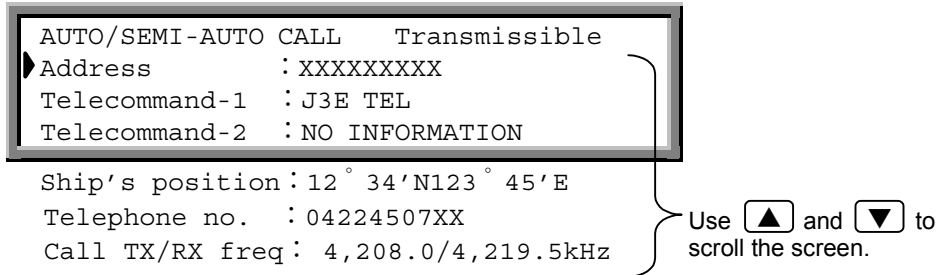 AUTO/SEMI-AUTO CALL Transmissible
Address :XXXXXXXXX
Telecommand-1 :J3E TEL
Telecommand-2 :NO INFORMATION
Ship's position:12°34′N123°45′E
Telephone no. :04224507XX
Call TX/RX freq: 4,208.0/4,219.5kHz
Use ▲ and ▼ to
scroll the screen.